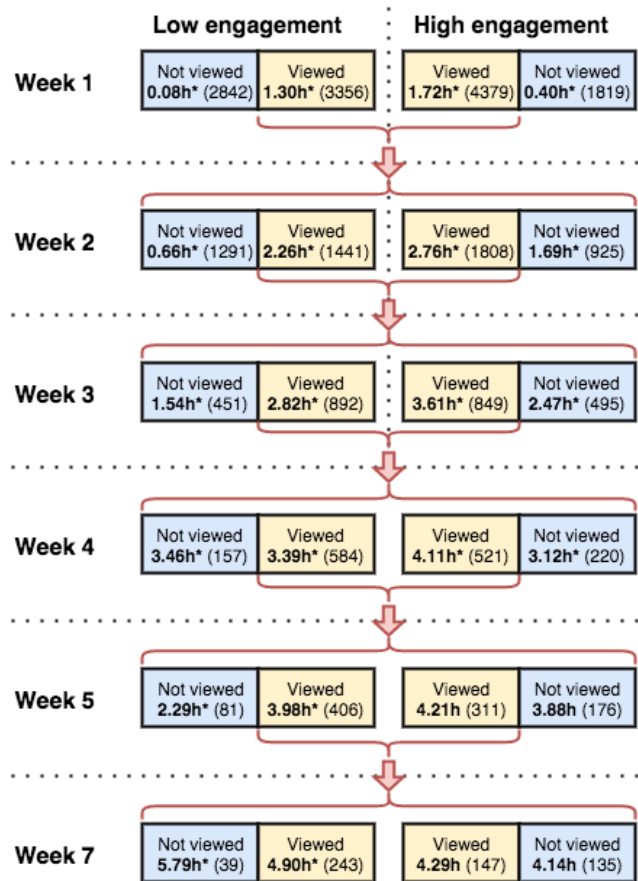 Low engagement High engagement
Week 1
Not viewed Viewed Viewed Not viewed
0.08h* (2842) 1.30h* (3356) 1.72h* (4379) 0.40h* (1819)
Week 2
Not viewed Viewed Viewed Not viewed
0.66h* (1291) 2.26h* (1441) 2.76h* (1808) 1.69h* (925)
Week 3
Not viewed Viewed Viewed Not viewed
1.54h* (451) 2.82h* (892) 3.61h* (849) 2.47h* (495)
Week 4
Not viewed Viewed Viewed Not viewed
3.46h* (157) 3.39h* (584) 4.11h* (521) 3.12h* (220)
Week 5
Not viewed Viewed Viewed Not viewed
2.29h* (81) 3.98h* (406) 4.21h (311) 3.88h (176)
Week 7
Not viewed Viewed Viewed Not viewed
5.79h* (39) 4.90h* (243) 4.29h (147) 4.14h (135)